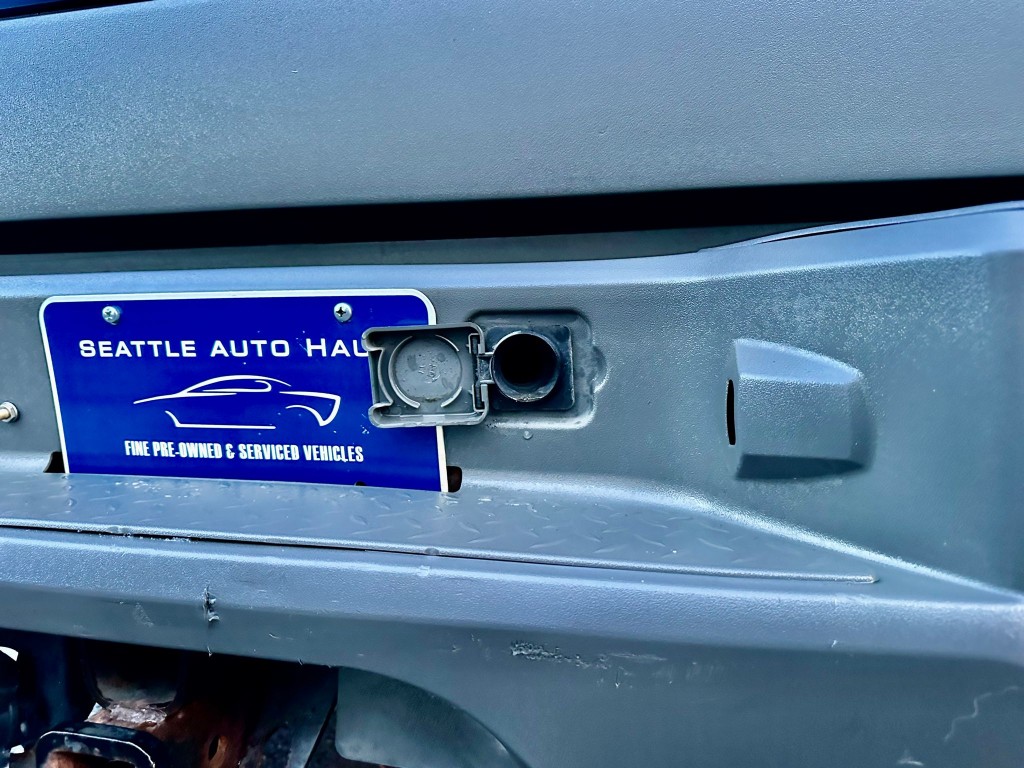 SEATTLE AUTO HAU
FINE PRE-OWNED & SERVICED VEHICLES